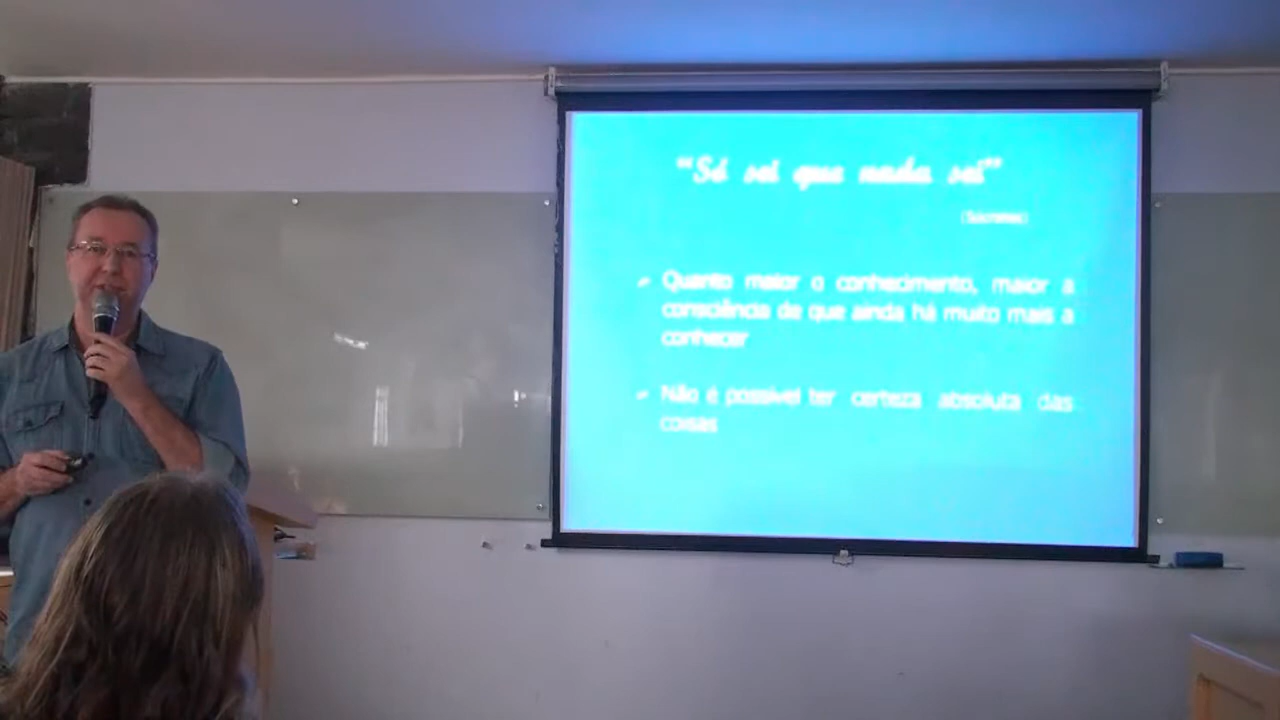 “Só sei que nada sei”
(Sócrates)
Quanto maior o conhecimento, maior a
consciência de que ainda há muito mais a
conhecer
Não é possível ter certeza absoluta das
coisas